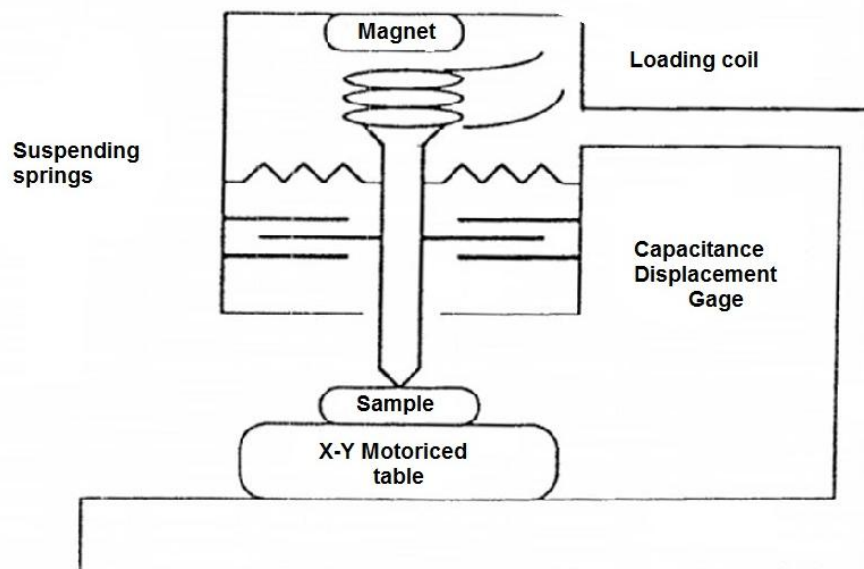 Magnet
Loading coil
Suspending
springs
Capacitance
Displacement
Gage
Sample
X-Y Motoriced
table